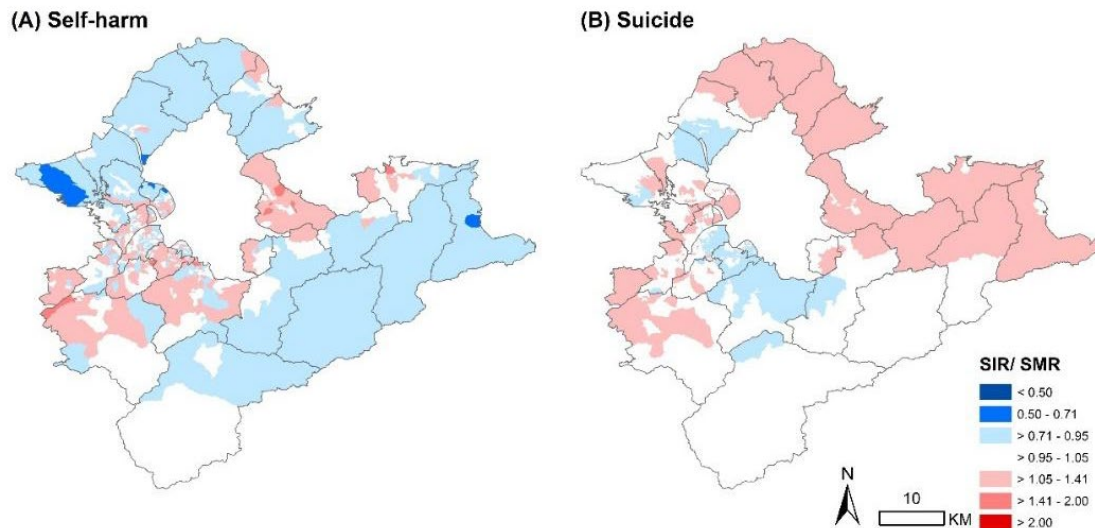 (A) Self-harm
(B) Suicide
SIR/ SMR
< 0.50
0.50 - 0.71
> 0.71 - 0.95
> 0.95 - 1.05
> 1.05 - 1.41
> 1.41 - 2.00
> 2.00
N
10
KM